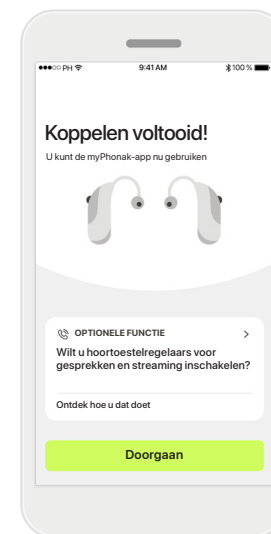 ●●●○○ PH 9:41 AM 100 %
Koppelen voltooid!
U kunt de myPhonak-app nu gebruiken
OPTIONELE FUNCTIE
Wilt u hoortoestelregelaars voor
gesprekken en streaming inschakelen?
Ontdek hoe u dat doet
Doorgaan